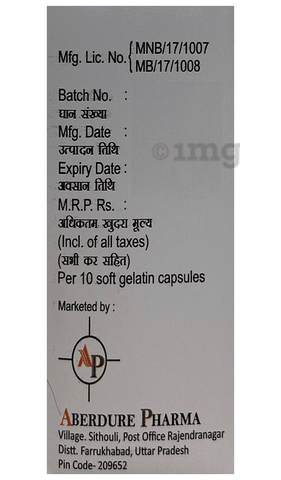 Mfg. Lic. No. { MNB/17/1007
MB/17/1008
Batch No. :
घान संख्या
Mfg. Date :
उत्पादन तिथि
Expiry Date :
अवसान तिथि
M.R.P. Rs. :
अधिकतम खुदरा मूल्य
(Incl. of all taxes)
(सभी कर सहित)
Per 10 soft gelatin capsules
1mg
Marketed by :
AP
ABERDURE PHARMA
Village. Sithouli, Post Office Rajendranagar
Distt. Farrukhabad, Uttar Pradesh
Pin Code- 209652